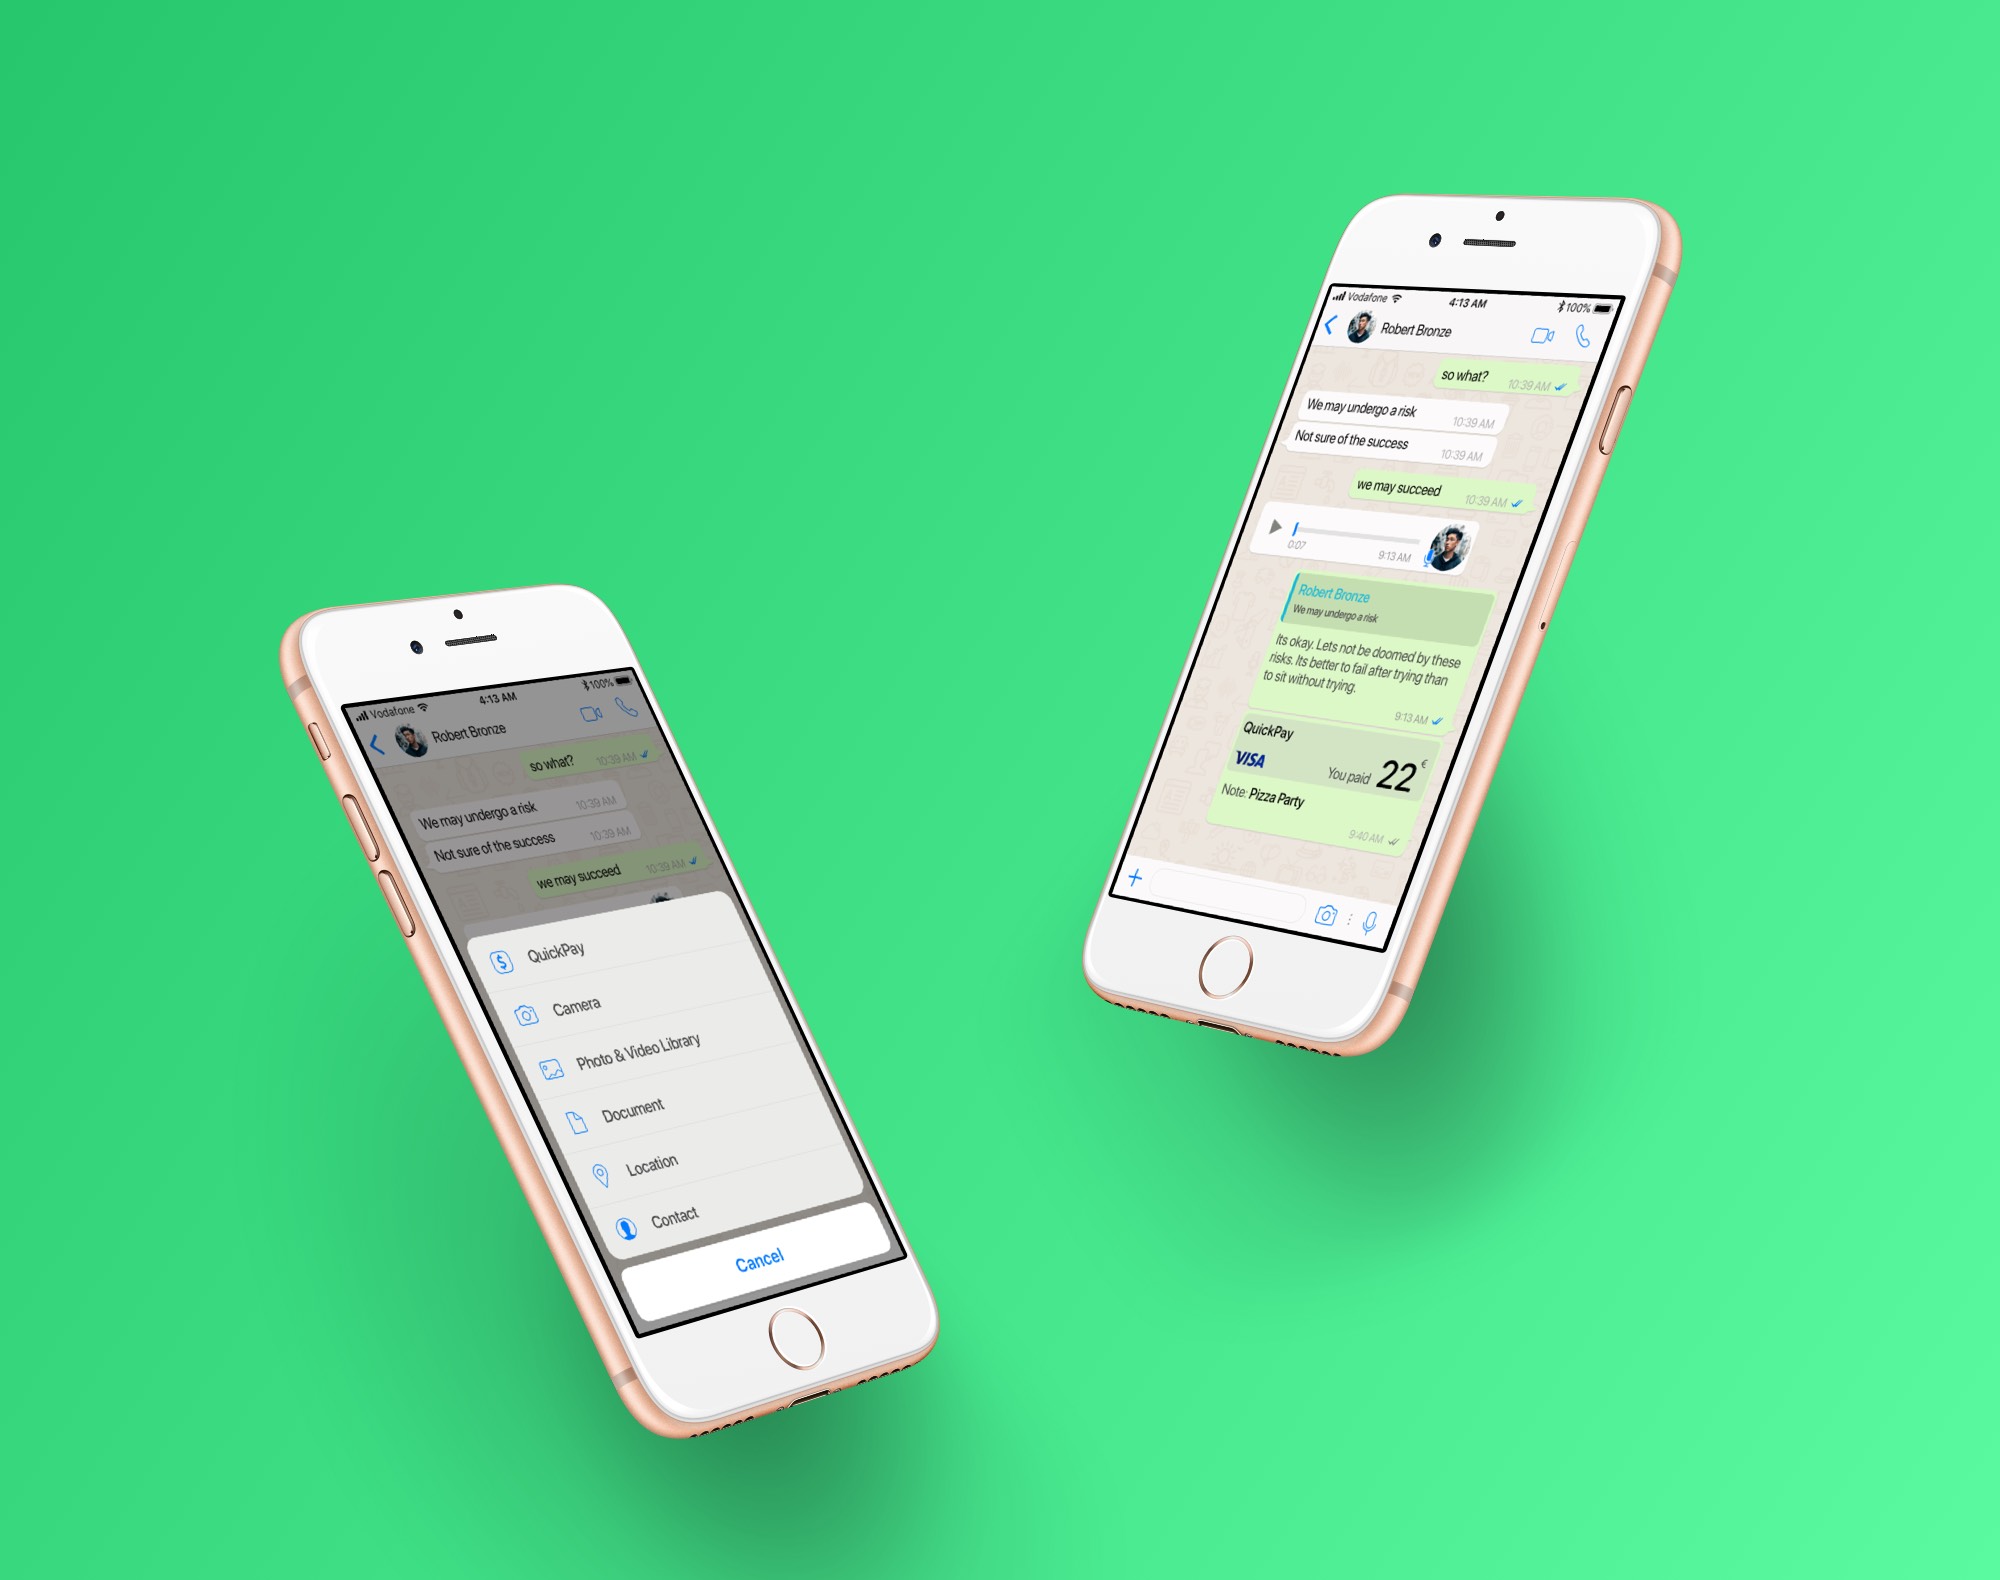 Vodafone
4:13 AM
100%
Robert Bronze
so what?
10:39 AM
We may undergo a risk
10:39 AM
Not sure of the success
10:39 AM
we may succeed
10:39 AM
QuickPay
Camera
Photo & Video Library
Document
Location
Contact
Cancel
Vodafone
4:13 AM
100%
Robert Bronze
so what?
10:39 AM
We may undergo a risk
10:39 AM
Not sure of the success
10:39 AM
we may succeed
10:39 AM
0:07
9:13 AM
Robert Bronze
We may undergo a risk
Its okay. Lets not be doomed by these
risks. Its better to fail after trying than
to sit without trying.
9:13 AM
QuickPay
VISA
You paid 22 €
Note: Pizza Party
9:40 AM